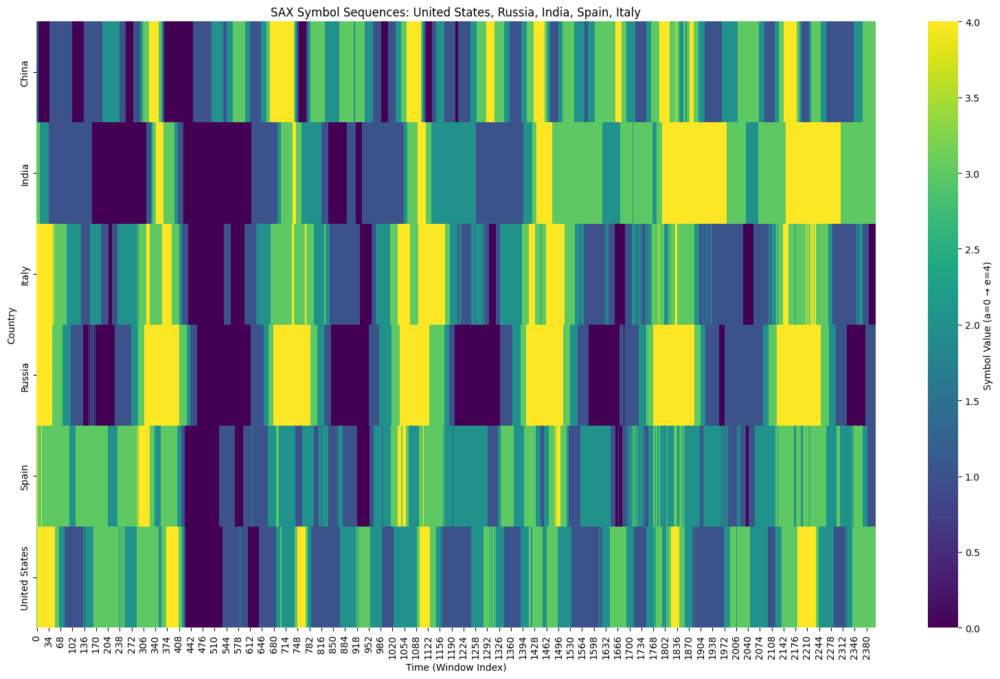 SAX Symbol Sequences: United States, Russia, India, Spain, Italy
Country
China
India
Italy
Russia
Spain
United States
0 34 68 102 136 170 204 238 272 306 340 374 408 442 476 510 544 578 612 646 680 714 748 782 816 850 884 918 952 986 1020 1054 1088 1122 1156 1190 1224 1258 1292 1326 1360 1394 1428 1462 1496 1530 1564 1598 1632 1666 1700 1734 1768 1802 1836 1870 1904 1938 1972 2006 2040 2074 2108 2142 2176 2210 2244 2278 2312 2346 2380
Time (Window Index)
4.0
3.5
3.0
2.5
2.0
1.5
1.0
0.5
0.0
Symbol Value (a=0 → e=4)